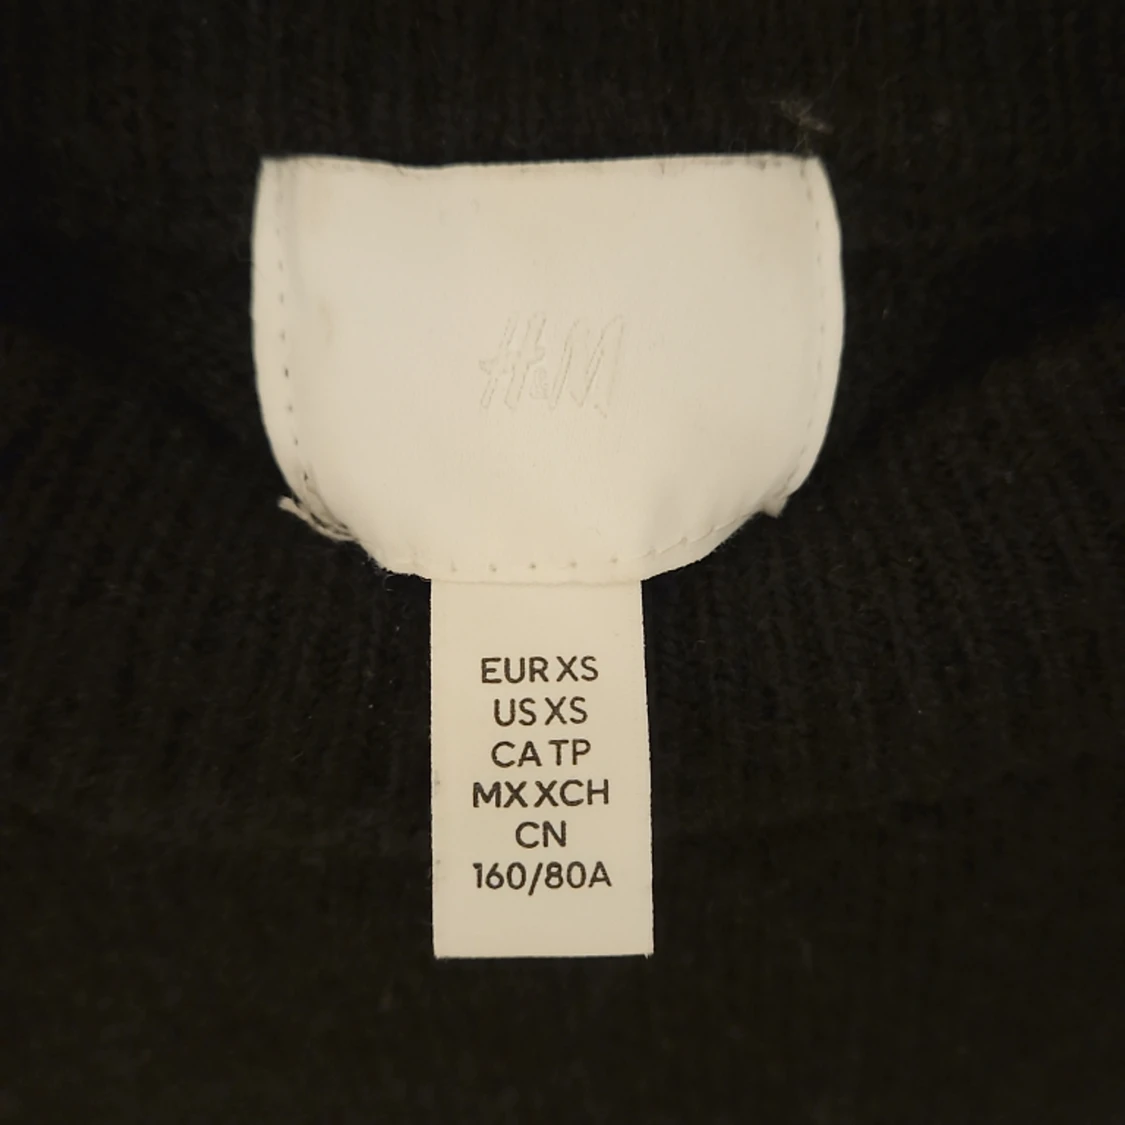 H&M
EUR XS
US XS
CA TP
MX XCH
CN
160/80A